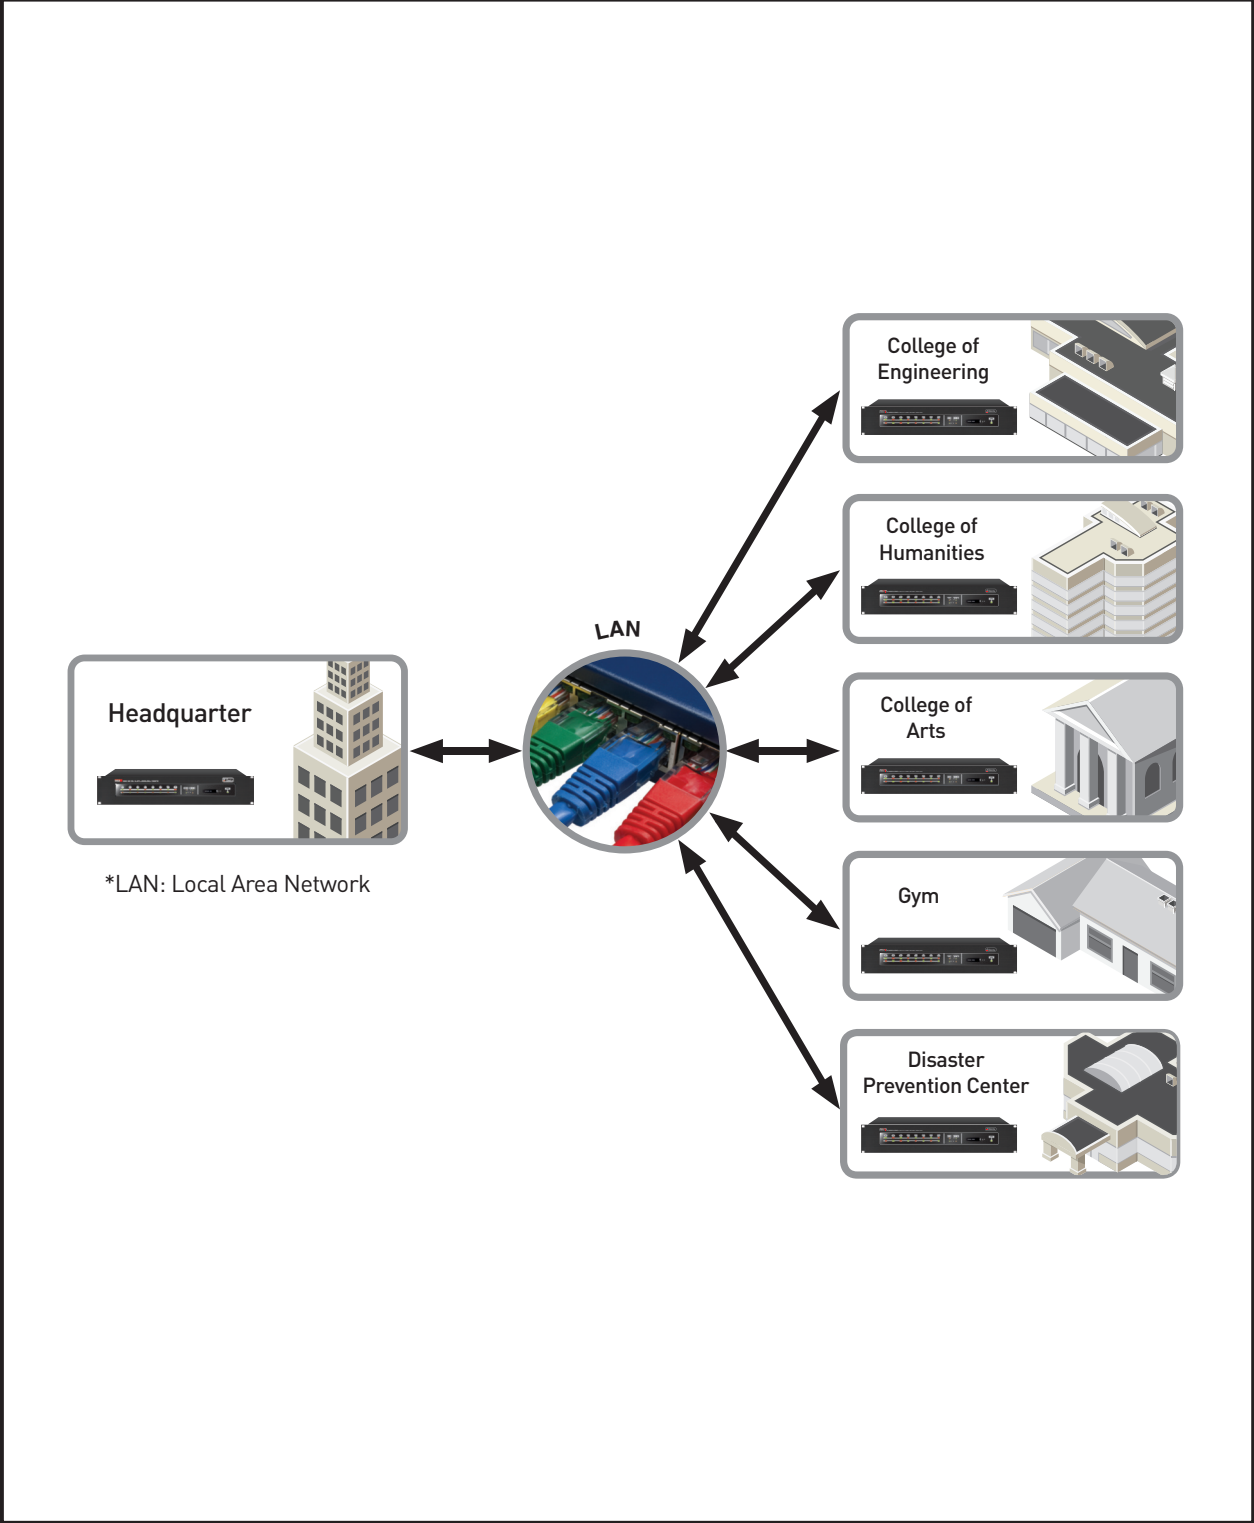 College of
Engineering
College of
Humanities
LAN
Headquarter
College of
Arts
*LAN: Local Area Network
Gym
Disaster
Prevention Center